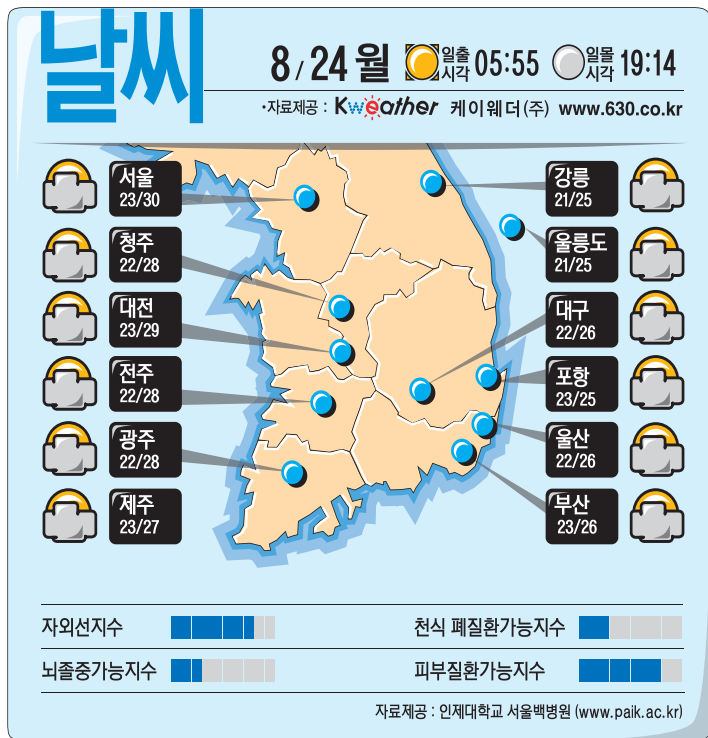 날씨
8/24 월 일출시각 05:55 일몰시각 19:14
·자료제공 : Kweather 케이웨더(주) www.630.co.kr
서울
23/30
청주
22/28
대전
23/29
전주
22/28
광주
22/28
제주
23/27
강릉
21/25
울릉도
21/25
대구
22/26
포항
23/25
울산
22/26
부산
23/26
자외선지수
천식 폐질환가능지수
뇌졸중가능지수
피부질환가능지수
자료제공 : 인제대학교 서울백병원 (www.paik.ac.kr)